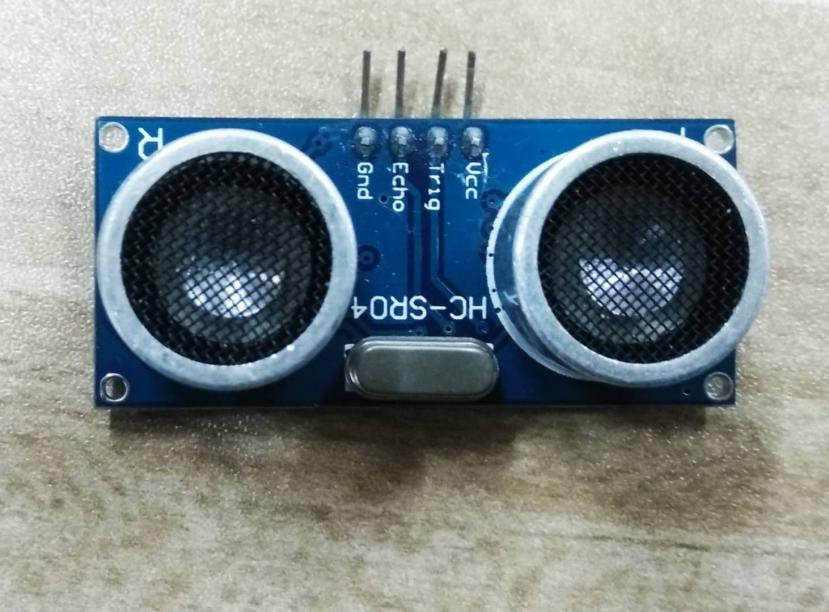 R
T
Gnd
Echo
Trig
Vcc
HC-SR04